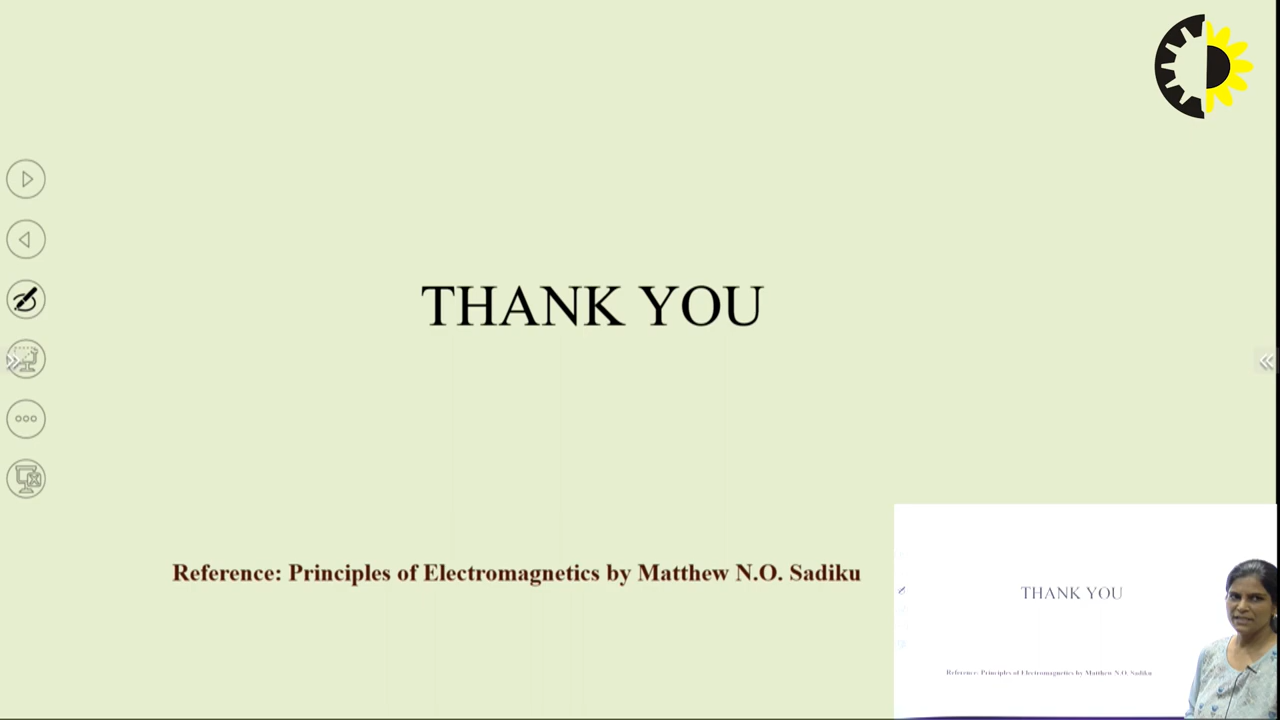 THANK YOU
Reference: Principles of Electromagnetics by Matthew N.O. Sadiku
THANK YOU
Reference: Principles of Electromagnetics by Matthew N.O. Sadiku